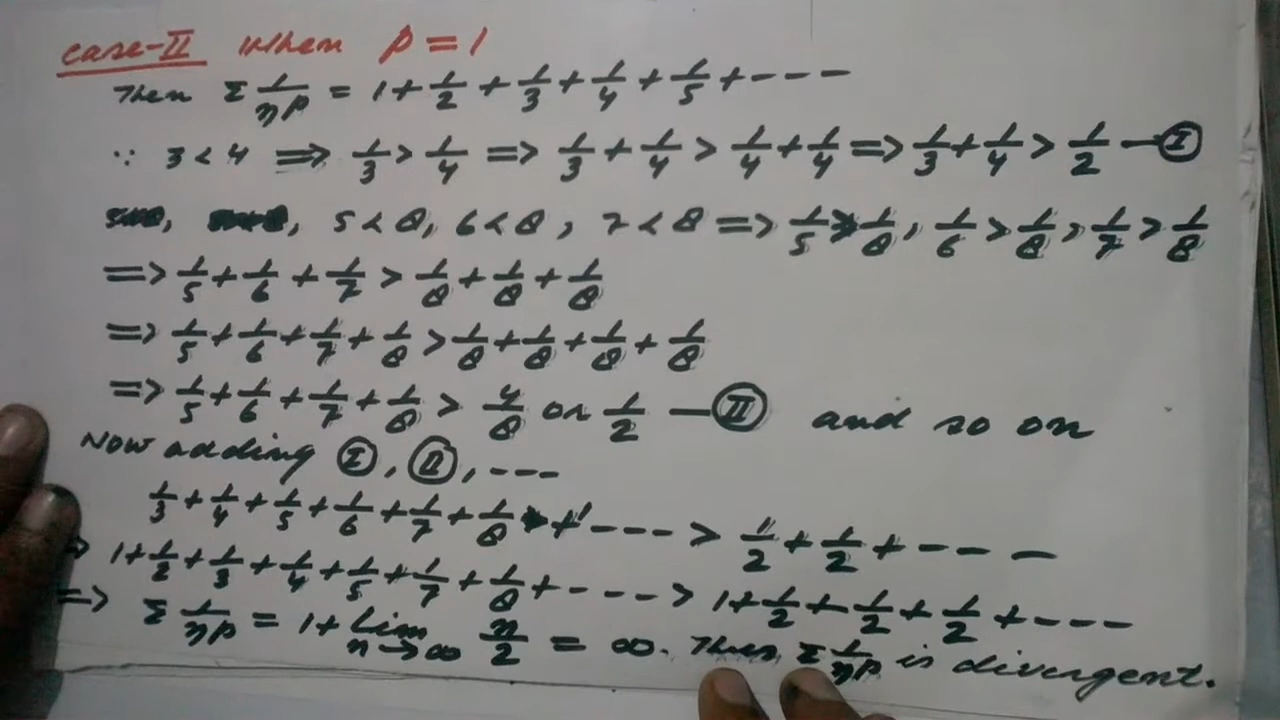 case-II when p = 1
Then Σ 1/n^p = 1 + 1/2 + 1/3 + 1/4 + 1/5 + - - - -
∵ 3 < 4 ⟹ 1/3 > 1/4 ⟹ 1/3 + 1/4 > 1/4 + 1/4 ⟹ 1/3 + 1/4 > 1/2 — Ⓘ
5 < 8, 6 < 8, 7 < 8 ⟹ 1/5 > 1/8, 1/6 > 1/8, 1/7 > 1/8
⟹ 1/5 + 1/6 + 1/7 > 1/8 + 1/8 + 1/8
⟹ 1/5 + 1/6 + 1/7 + 1/8 > 1/8 + 1/8 + 1/8 + 1/8
⟹ 1/5 + 1/6 + 1/7 + 1/8 > 4/8 or 1/2 — (II) and so on
Now adding (I), (II), - - -
1/3 + 1/4 + 1/5 + 1/6 + 1/7 + 1/8 + - - - - > 1/2 + 1/2 + - - - -
⟹ 1 + 1/2 + 1/3 + 1/4 + 1/5 + 1/7 + 1/8 + - - - - > 1 + 1/2 + 1/2 + 1/2 + - - - -
⟹ Σ 1/n^p = 1 + lim n→∞ n/2 = ∞. Thus, Σ 1/n^p is divergent.